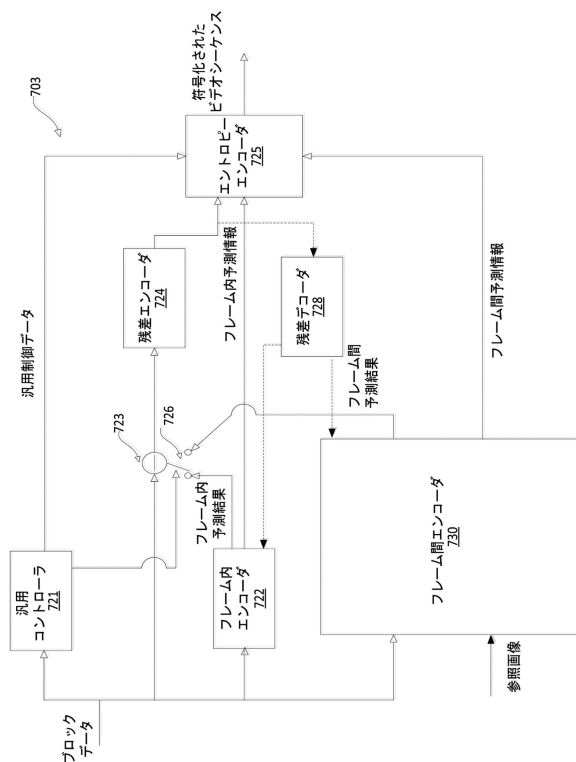 703
ブロック
データ
汎用
コントローラ
721
汎用制御データ
723
726
残差エンコーダ
724
エントロピー
エンコーダ
725
符号化された
ビデオシーケンス
フレーム内
予測結果
フレーム内
エンコーダ
722
フレーム内予測情報
残差デコーダ
728
フレーム間
予測結果
フレーム間エンコーダ
730
フレーム間予測情報
参照画像